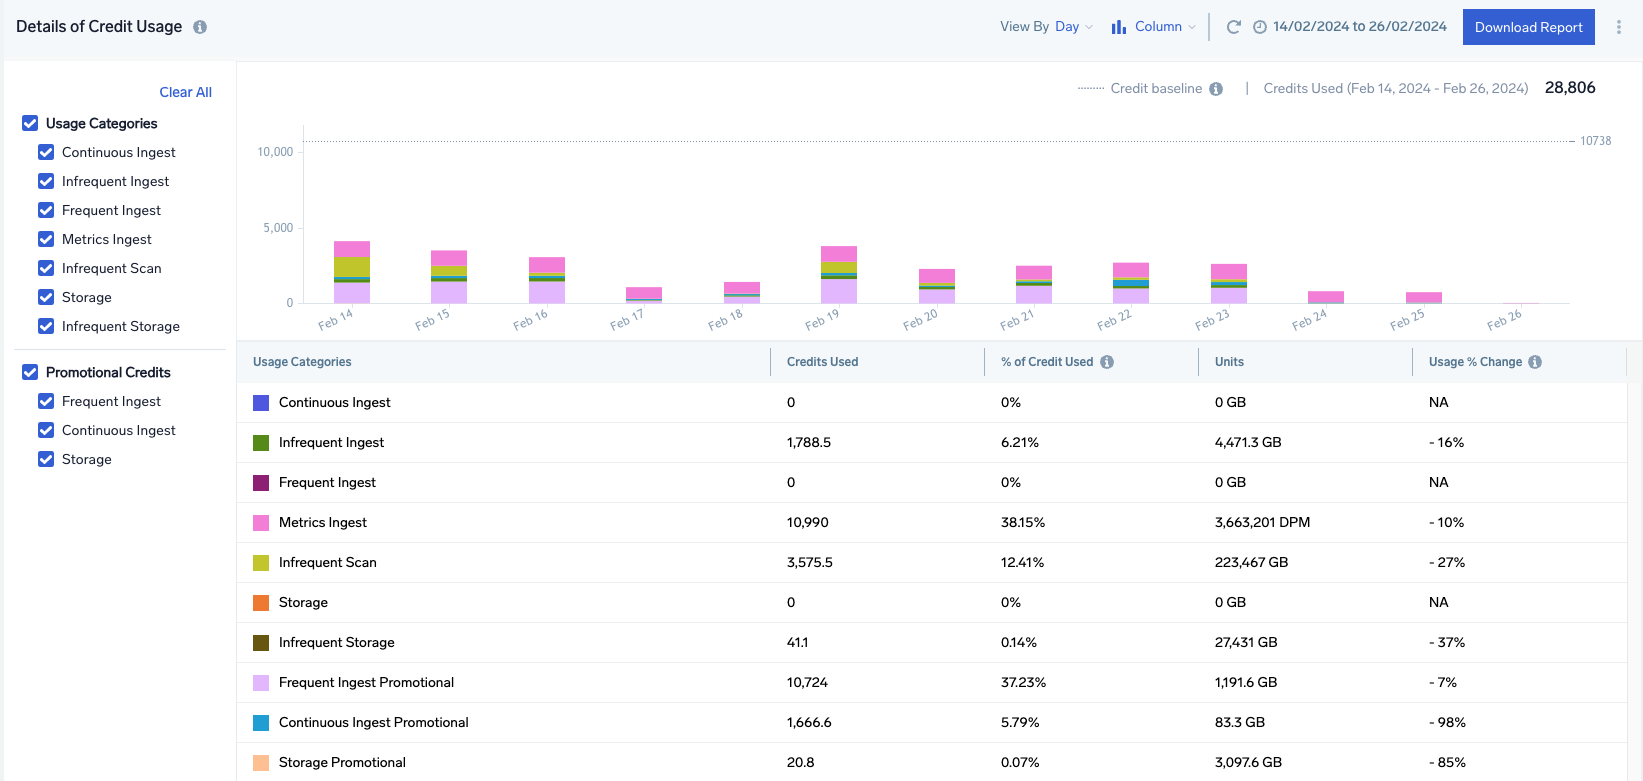 Details of Credit Usage
View By Day
Column
14/02/2024 to 26/02/2024
Download Report
Clear All
Usage Categories
Continuous Ingest
Infrequent Ingest
Frequent Ingest
Metrics Ingest
Infrequent Scan
Storage
Infrequent Storage
Promotional Credits
Frequent Ingest
Continuous Ingest
Storage
Credit baseline | Credits Used (Feb 14, 2024 - Feb 26, 2024) 28,806
10738
10,000
5,000
0
Feb 14 Feb 15 Feb 16 Feb 17 Feb 18 Feb 19 Feb 20 Feb 21 Feb 22 Feb 23 Feb 24 Feb 25 Feb 26
Usage Categories Credits Used % of Credit Used Units Usage % Change
Continuous Ingest 0 0% 0 GB NA
Infrequent Ingest 1,788.5 6.21% 4,471.3 GB - 16%
Frequent Ingest 0 0% 0 GB NA
Metrics Ingest 10,990 38.15% 3,663,201 DPM - 10%
Infrequent Scan 3,575.5 12.41% 223,467 GB - 27%
Storage 0 0% 0 GB NA
Infrequent Storage 41.1 0.14% 27,431 GB - 37%
Frequent Ingest Promotional 10,724 37.23% 1,191.6 GB - 7%
Continuous Ingest Promotional 1,666.6 5.79% 83.3 GB - 98%
Storage Promotional 20.8 0.07% 3,097.6 GB - 85%